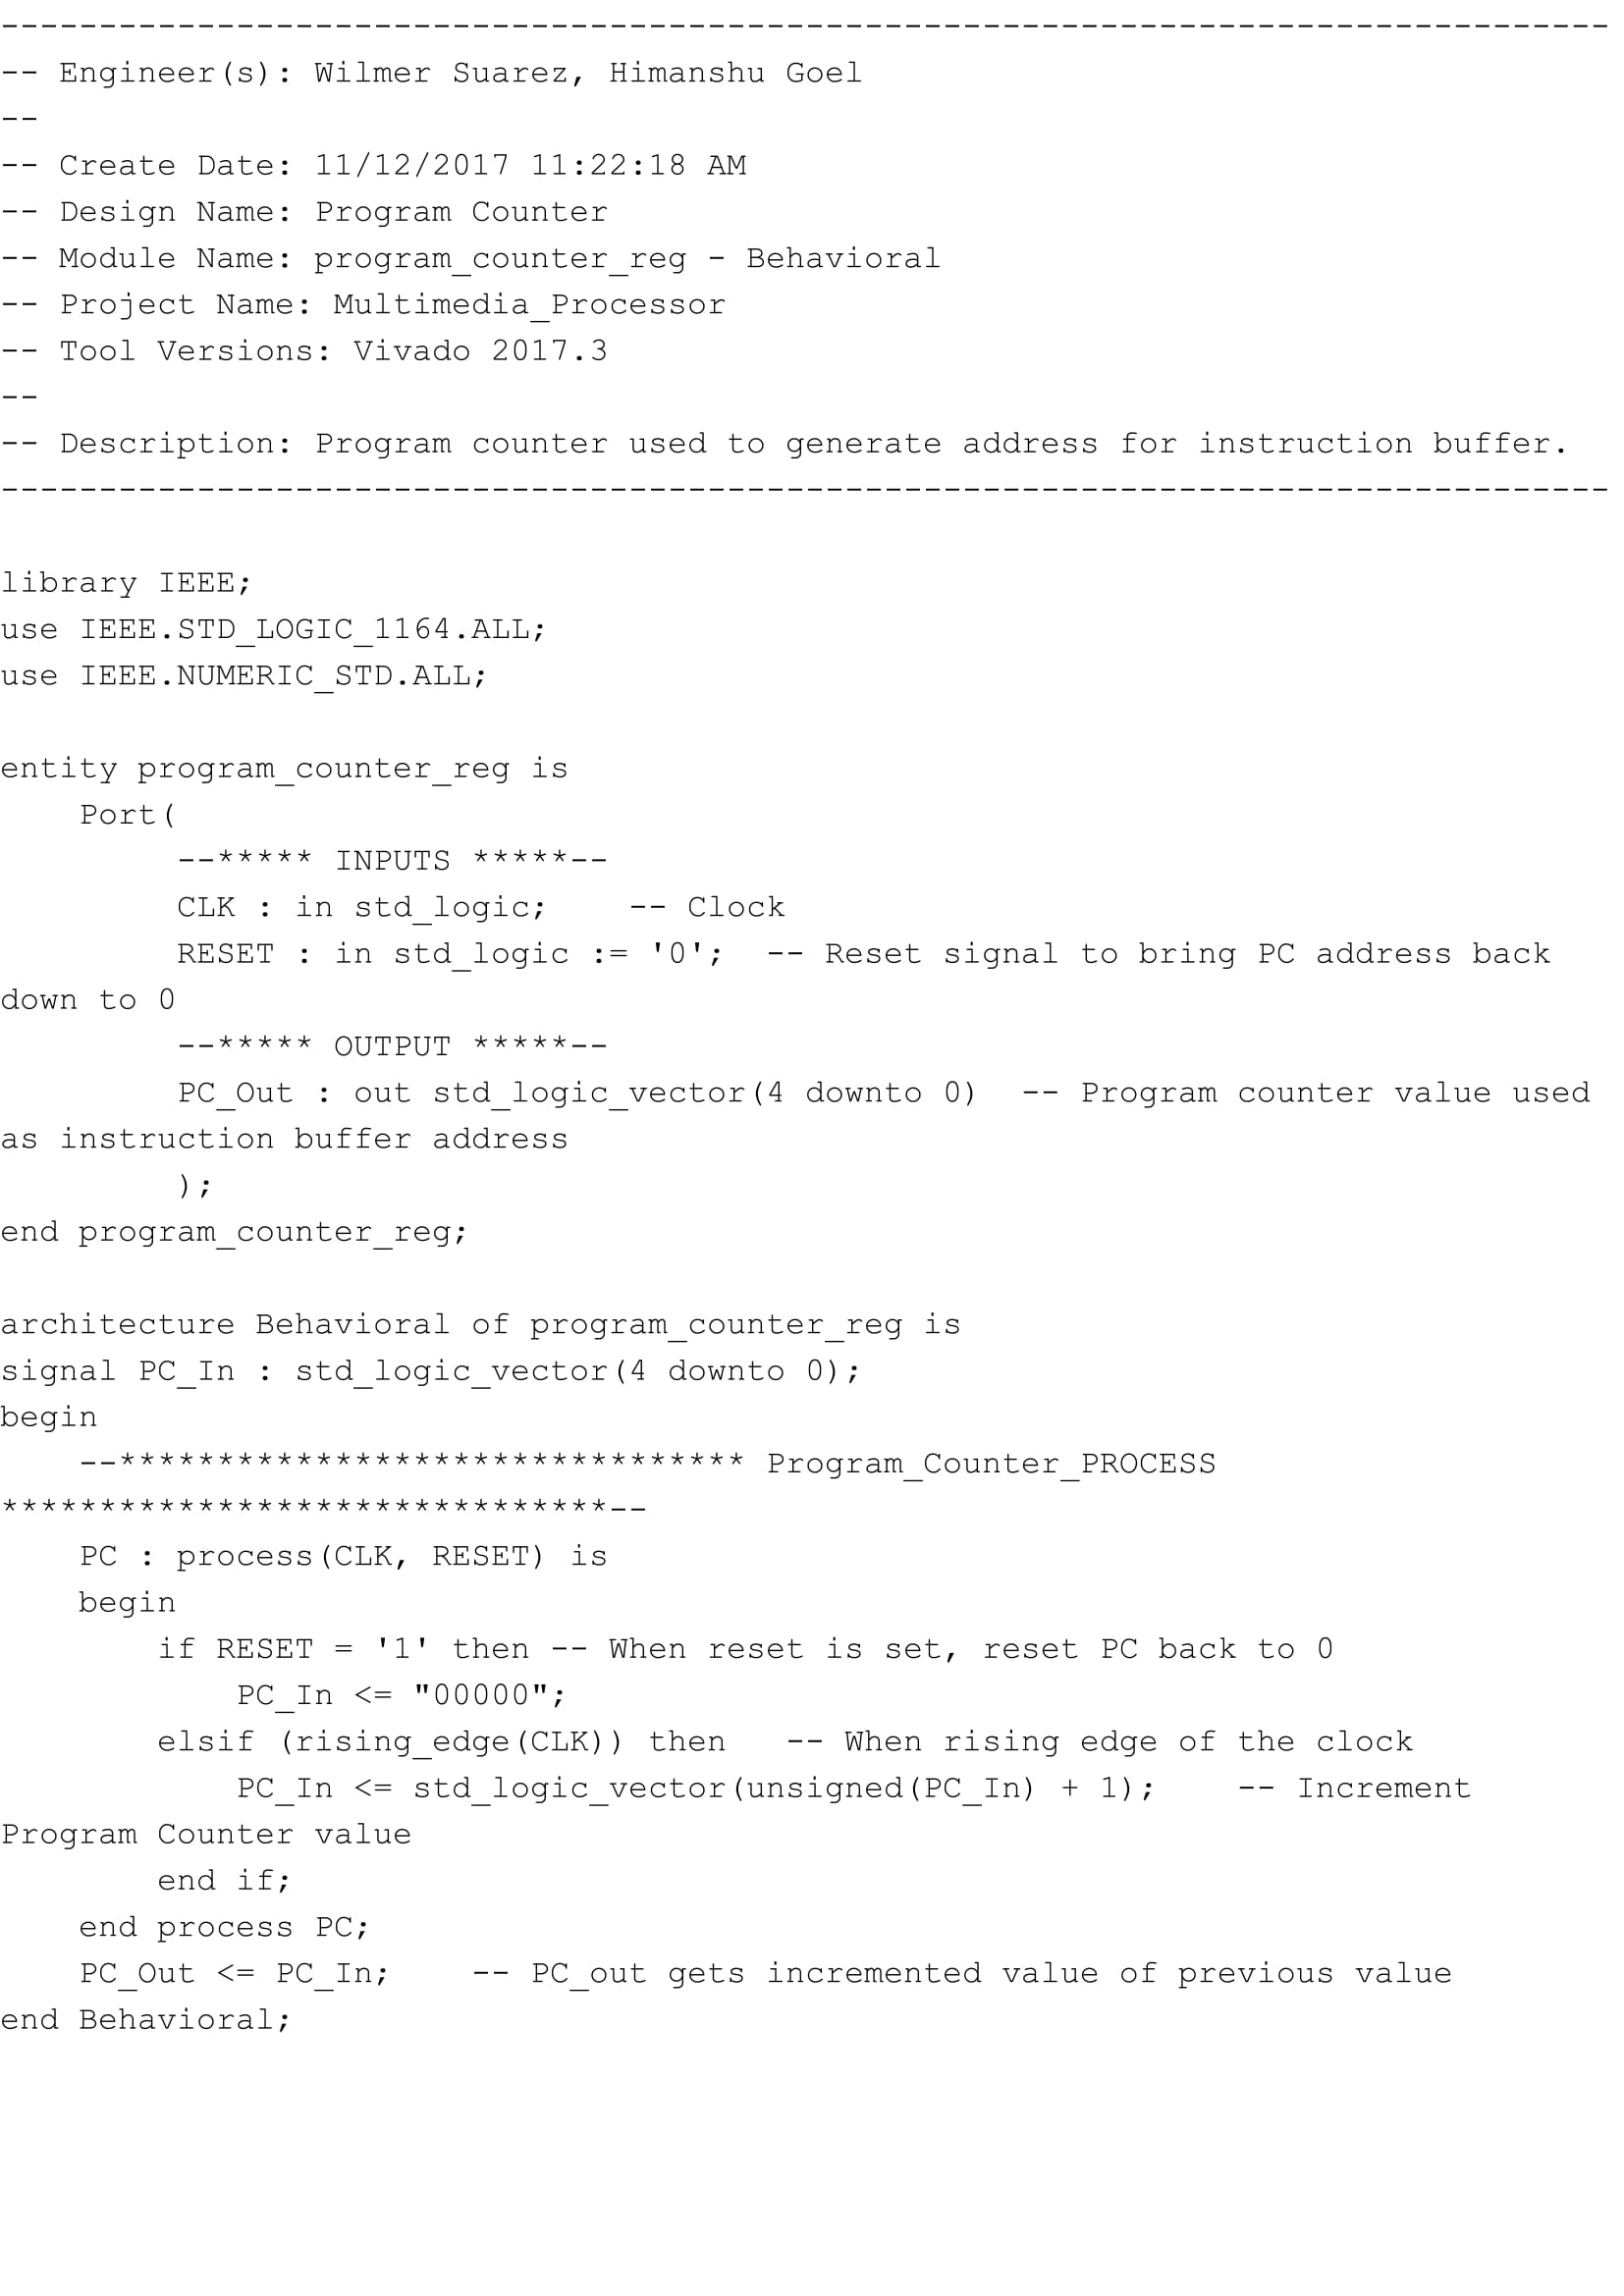 ----------------------------------------------------------------------------------
-- Engineer(s): Wilmer Suarez, Himanshu Goel
--
-- Create Date: 11/12/2017 11:22:18 AM
-- Design Name: Program Counter
-- Module Name: program_counter_reg - Behavioral
-- Project Name: Multimedia_Processor
-- Tool Versions: Vivado 2017.3
--
-- Description: Program counter used to generate address for instruction buffer.
----------------------------------------------------------------------------------

library IEEE;
use IEEE.STD_LOGIC_1164.ALL;
use IEEE.NUMERIC_STD.ALL;

entity program_counter_reg is
    Port(
         --***** INPUTS *****--
         CLK : in std_logic;    -- Clock
         RESET : in std_logic := '0';  -- Reset signal to bring PC address back
down to 0
         --***** OUTPUT *****--
         PC_Out : out std_logic_vector(4 downto 0)  -- Program counter value used
as instruction buffer address
         );
end program_counter_reg;

architecture Behavioral of program_counter_reg is
signal PC_In : std_logic_vector(4 downto 0);
begin
    --******************************** Program_Counter_PROCESS
*******************************--
    PC : process(CLK, RESET) is
    begin
        if RESET = '1' then -- When reset is set, reset PC back to 0
            PC_In <= "00000";
        elsif (rising_edge(CLK)) then   -- When rising edge of the clock
            PC_In <= std_logic_vector(unsigned(PC_In) + 1);    -- Increment
Program Counter value
        end if;
    end process PC;
    PC_Out <= PC_In;    -- PC_out gets incremented value of previous value
end Behavioral;